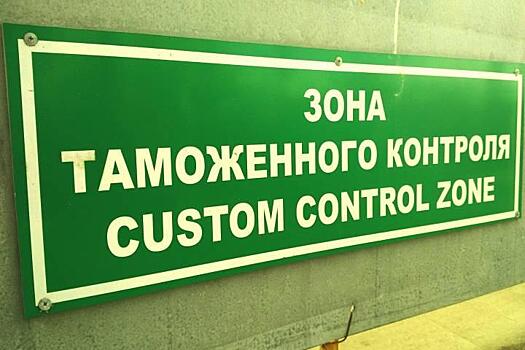 ЗОНА
ТАМОЖЕННОГО КОНТРОЛЯ
CUSTOM CONTROL ZONE